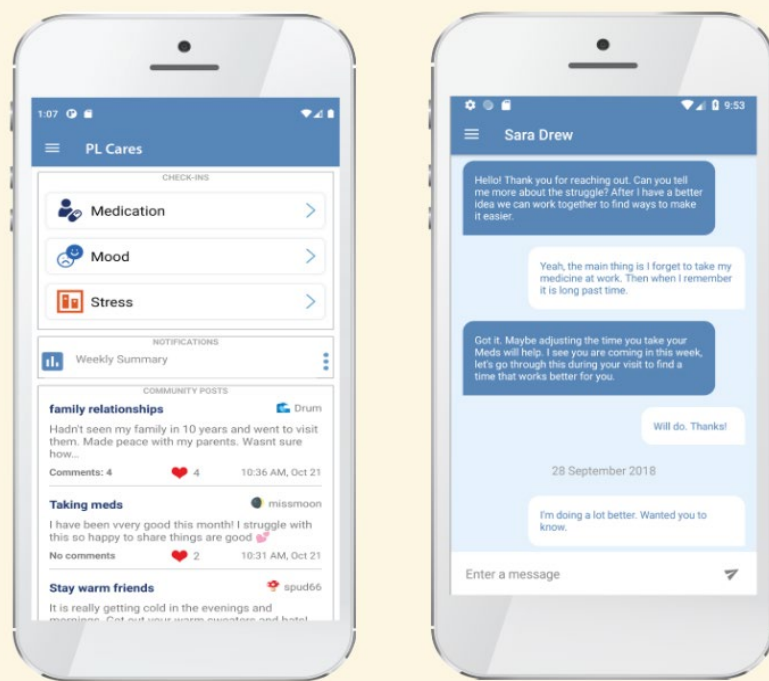 1:07
PL Cares
CHECK-INS
Medication
Mood
Stress
NOTIFICATIONS
Weekly Summary
COMMUNITY POSTS
family relationships
Drum
Hadn't seen my family in 10 years and went to visit
them. Made peace with my parents. Wasnt sure
how...
Comments: 4
4
10:36 AM, Oct 21
Taking meds
missmoon
I have been vvery good this month! I struggle with
this so happy to share things are good 💕
No comments
2
10:31 AM, Oct 21
Stay warm friends
spud66
It is really getting cold in the evenings and
mornings. Get out your warm sweaters and hats!
9:53
Sara Drew
Hello! Thank you for reaching out. Can you tell
me more about the struggle? After I have a better
idea we can work together to find ways to make
it easier.
Yeah, the main thing is I forget to take my
medicine at work. Then when I remember
it is long past time.
Got it. Maybe adjusting the time you take your
Meds will help. I see you are coming in this week,
let's go through this during your visit to find a
time that works better for you.
Will do. Thanks!
28 September 2018
I'm doing a lot better. Wanted you to
know.
Enter a message